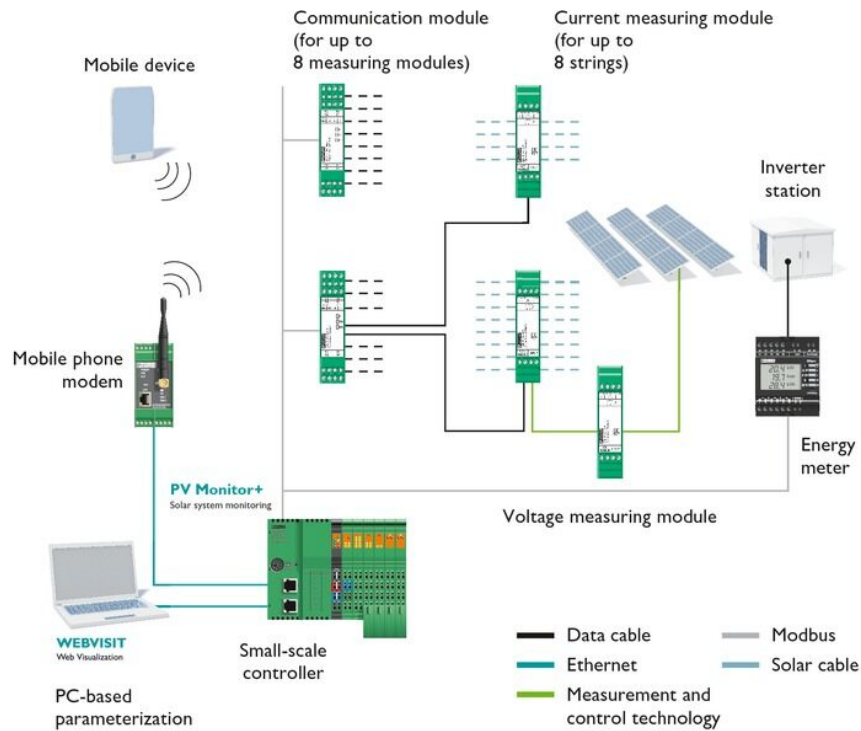 Communication module
(for up to
8 measuring modules)
Current measuring module
(for up to
8 strings)
Mobile device
Inverter
station
Mobile phone
modem
Energy
meter
PV Monitor+
Solar system monitoring
Voltage measuring module
WEBVISIT
Web Visualization
Small-scale
controller
PC-based
parameterization
Data cable
Ethernet
Measurement and
control technology
Modbus
Solar cable